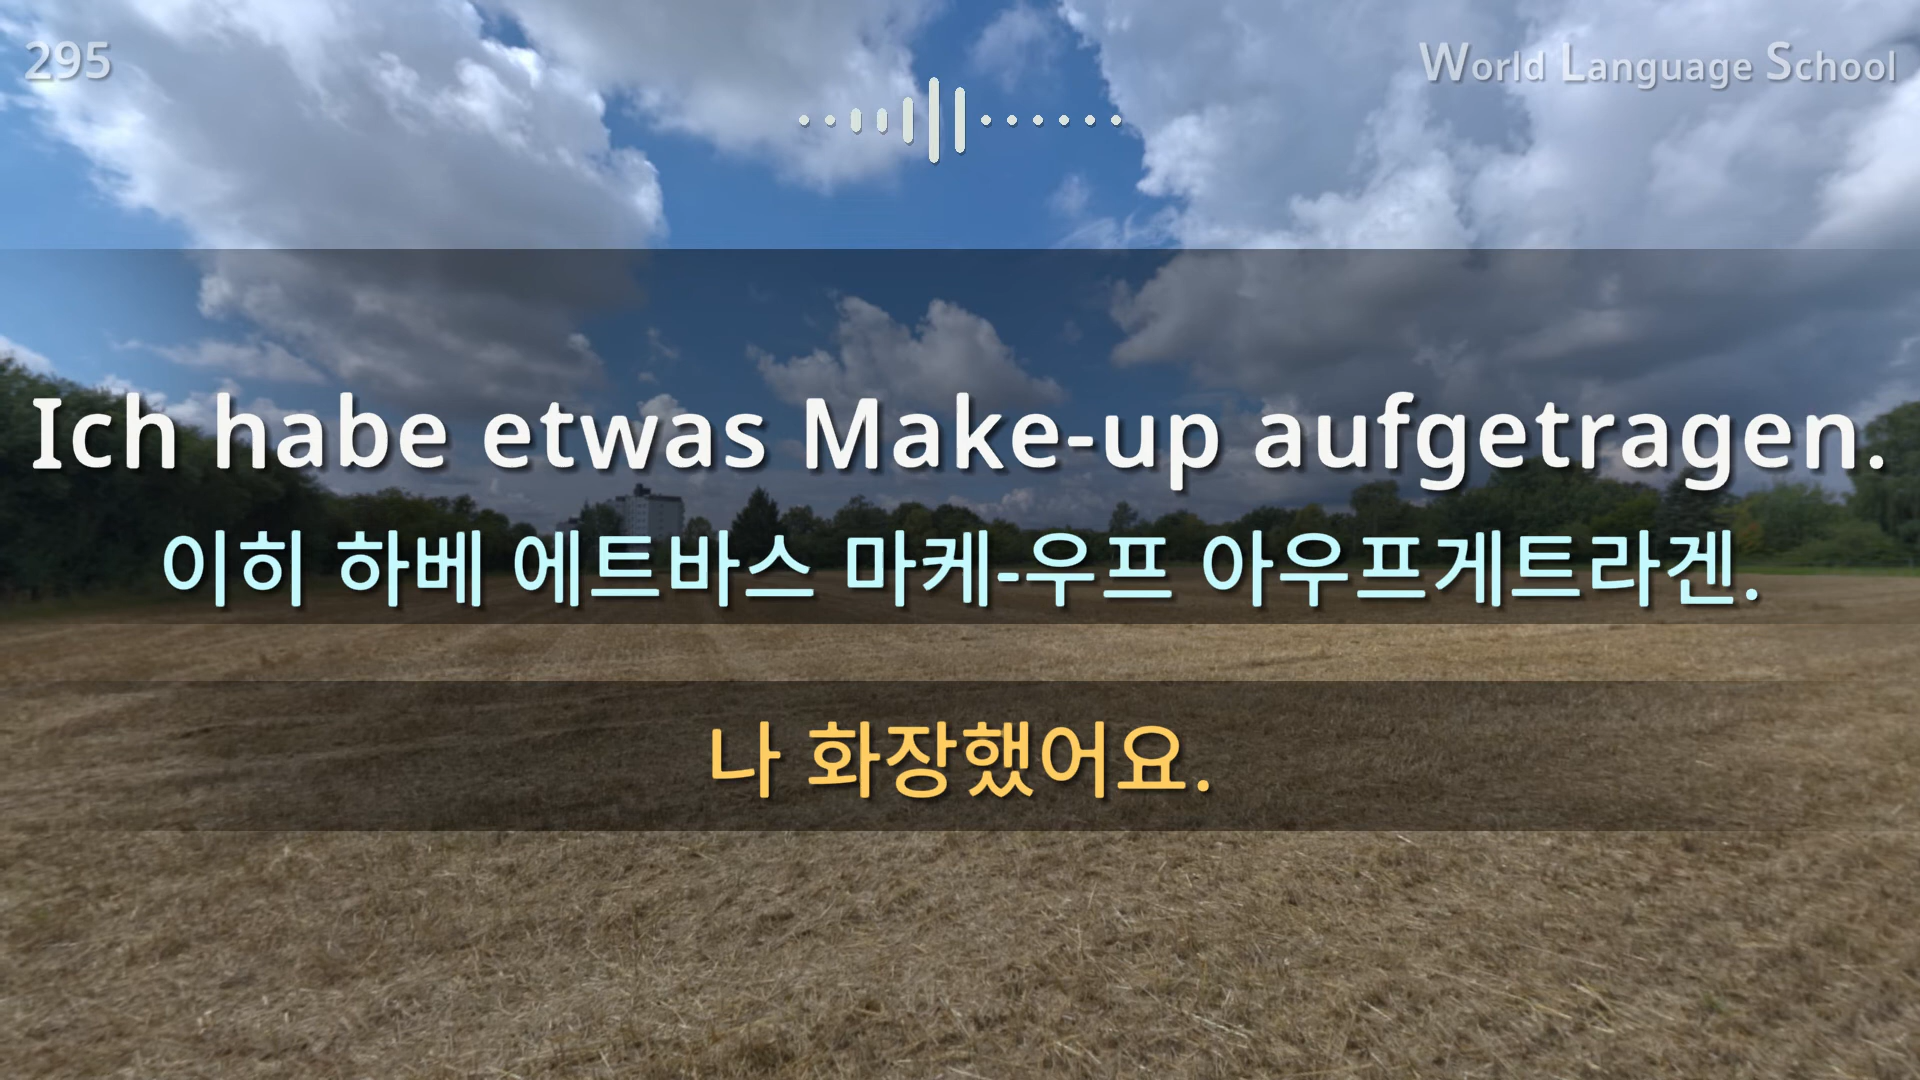 295
World Language School
Ich habe etwas Make-up aufgetragen.
이히 하베 에트바스 마케-우프 아우프게트라겐.
나 화장했어요.